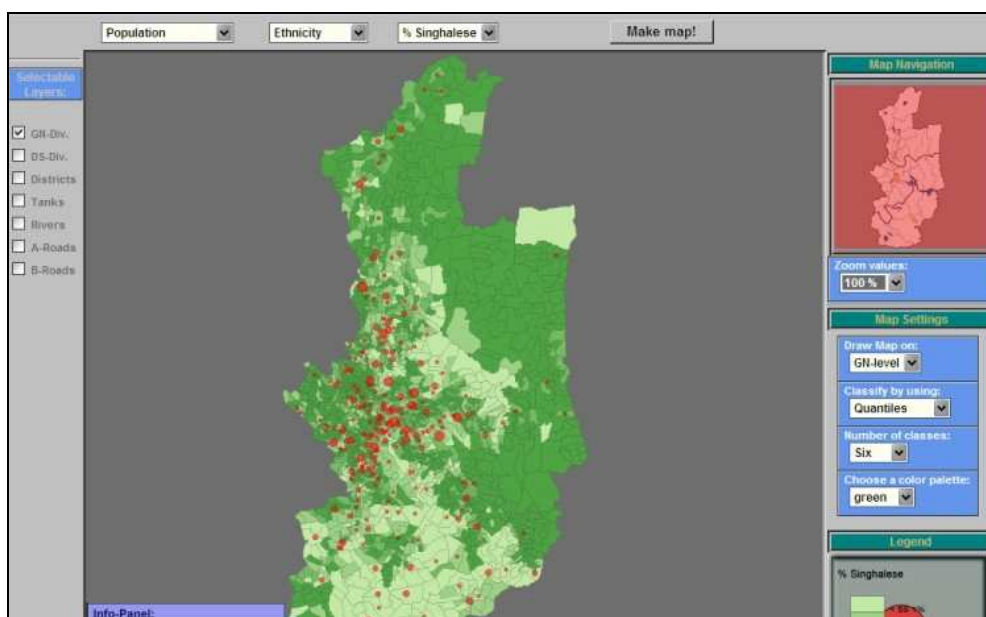 Population
Ethnicity
% Singhalese
Make map!
Selectable
Layers:
GN-Div.
DS-Div.
Districts
Tanks
Rivers
A-Roads
B-Roads
Map Navigation
Zoom values:
100 %
Map Settings
Draw Map on:
GN-level
Classify by using:
Quantiles
Number of classes:
Six
Choose a color palette:
green
Legend
% Singhalese
Info-Panel: